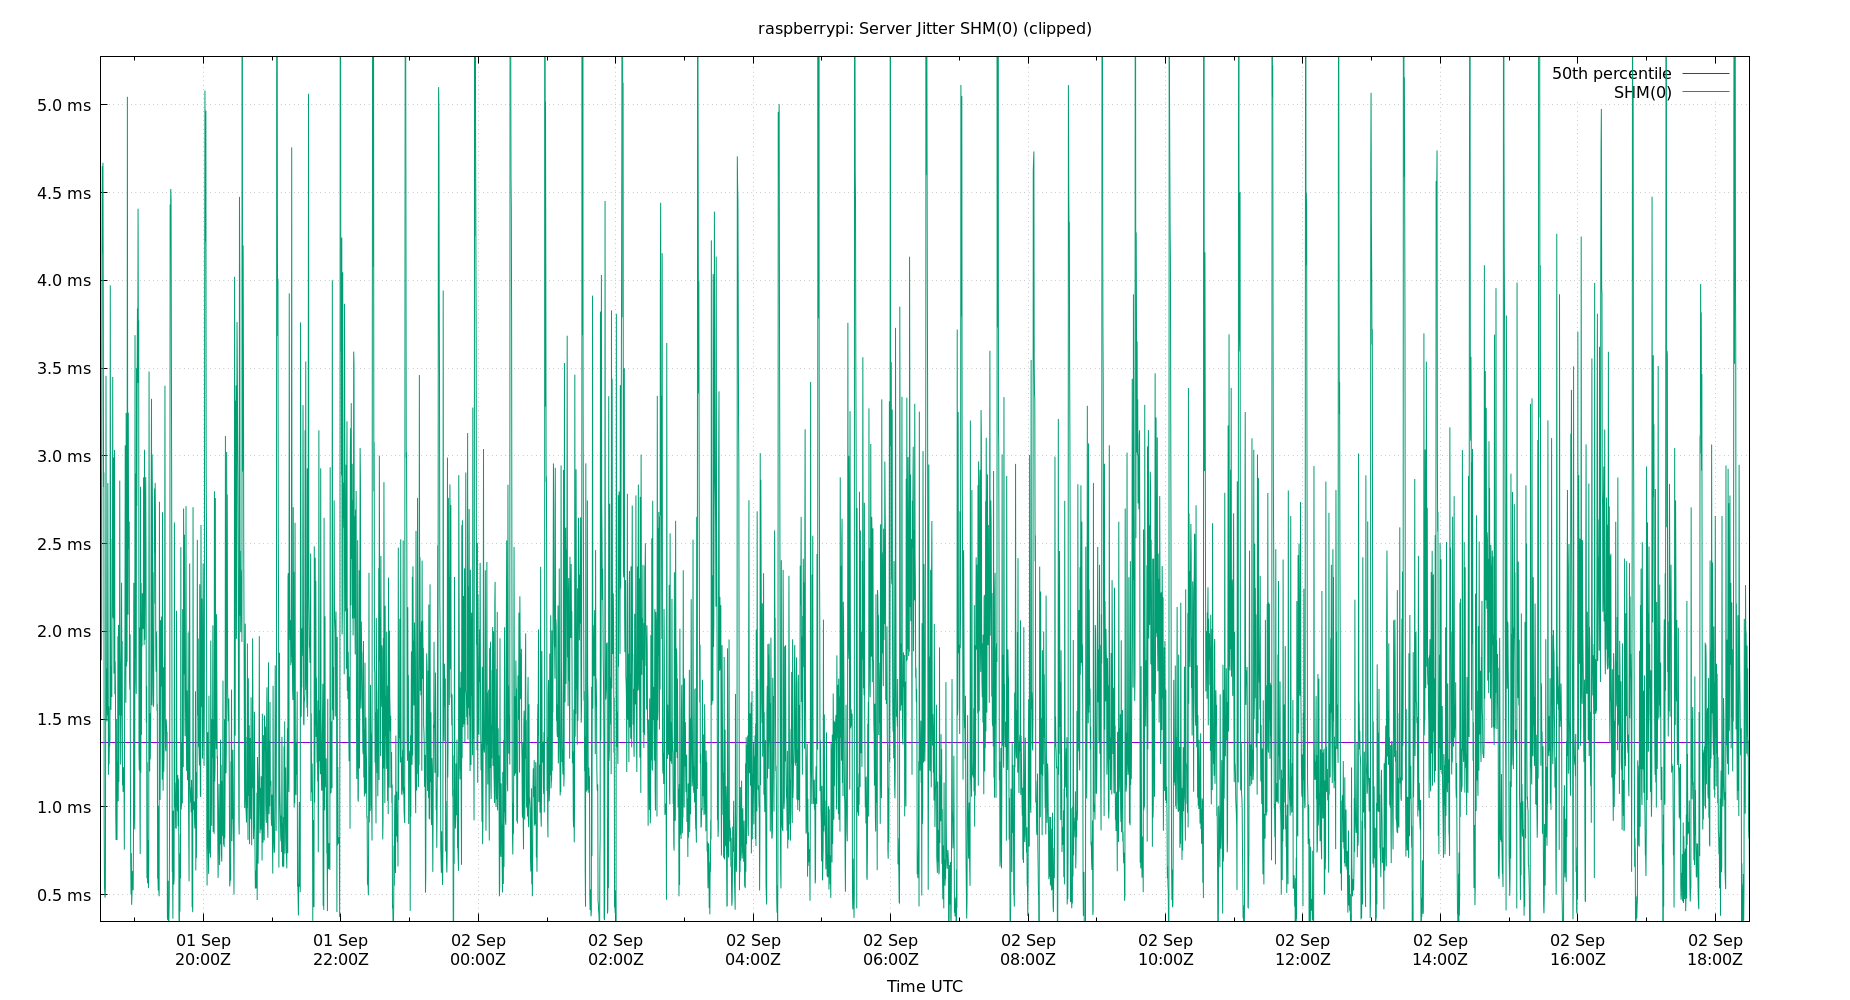 raspberrypi: Server Jitter SHM(0) (clipped)
50th percentile
SHM(0)
5.0 ms
4.5 ms
4.0 ms
3.5 ms
3.0 ms
2.5 ms
2.0 ms
1.5 ms
1.0 ms
0.5 ms
01 Sep 01 Sep 02 Sep 02 Sep 02 Sep 02 Sep 02 Sep 02 Sep 02 Sep 02 Sep 02 Sep 02 Sep
20:00Z 22:00Z 00:00Z 02:00Z 04:00Z 06:00Z 08:00Z 10:00Z 12:00Z 14:00Z 16:00Z 18:00Z
Time UTC